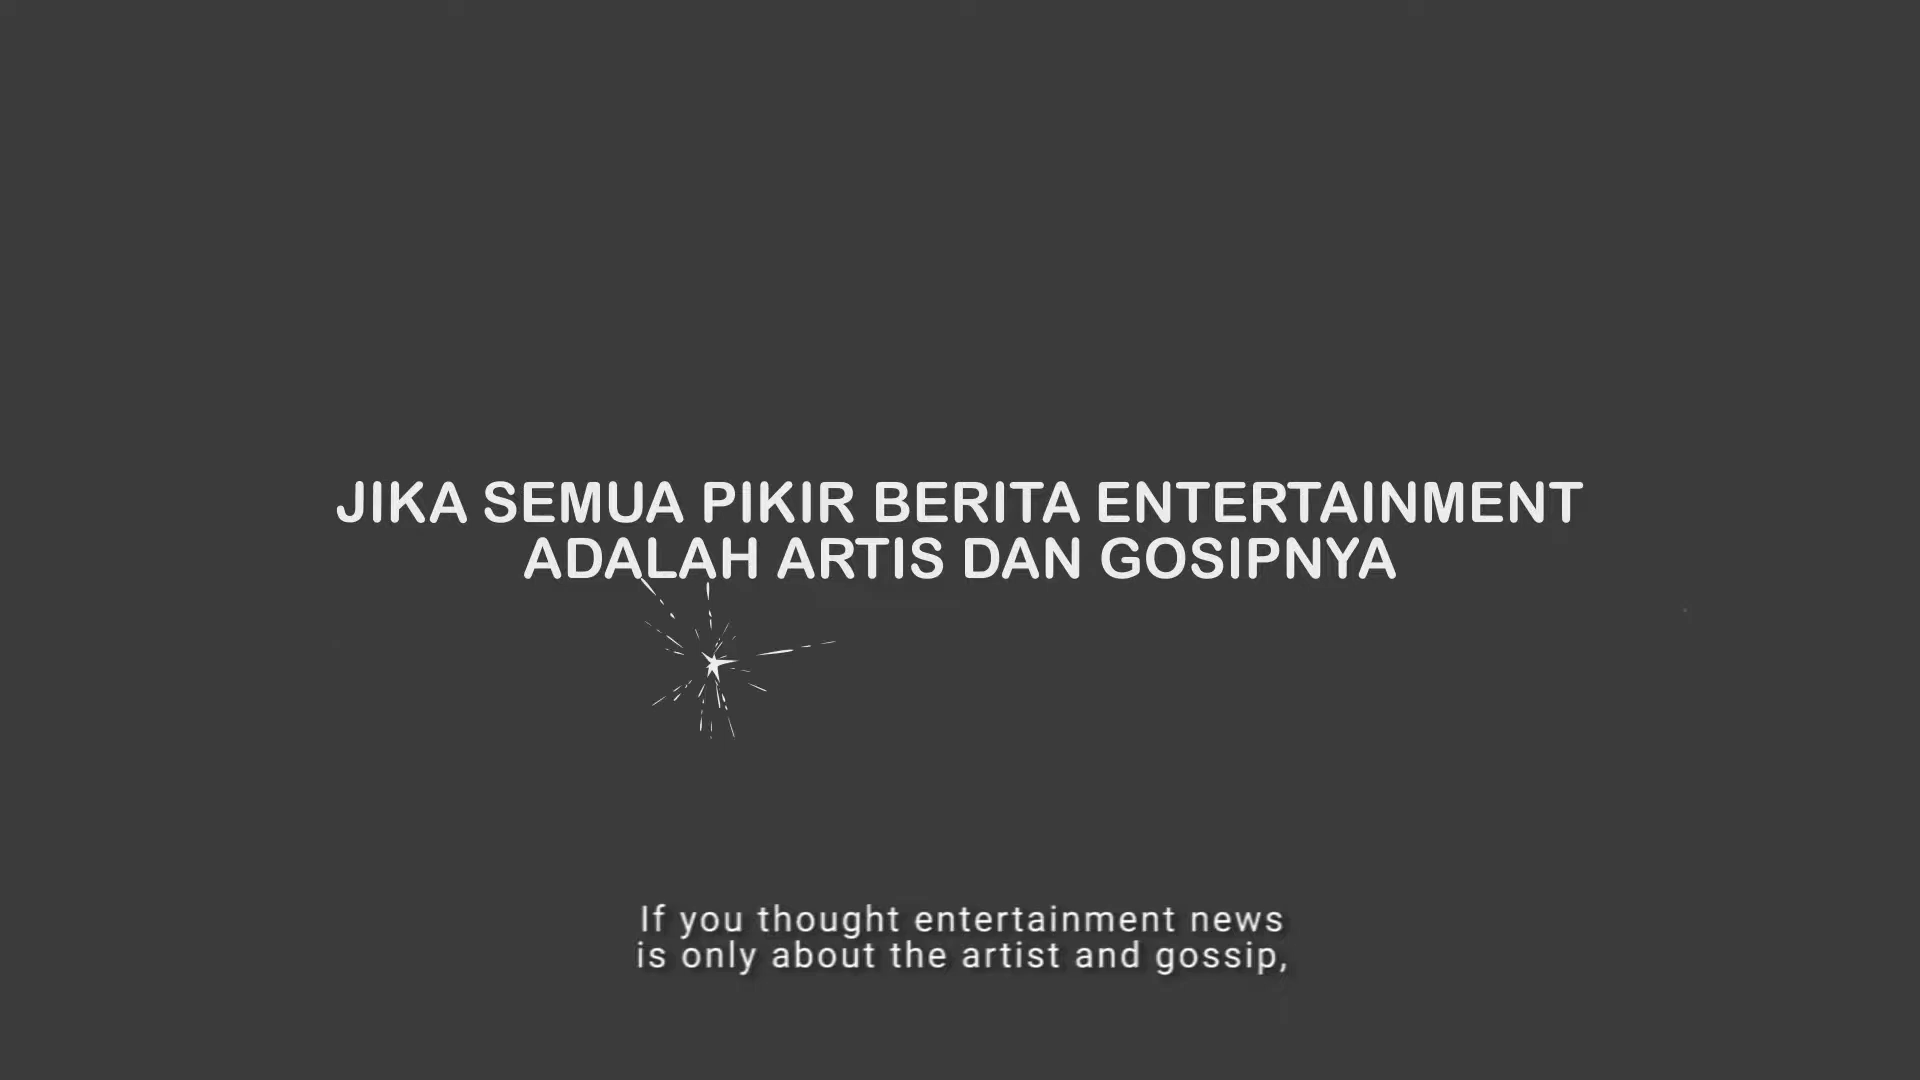 JIKA SEMUA PIKIR BERITA ENTERTAINMENT
ADALAH ARTIS DAN GOSIPNYA
If you thought entertainment news
is only about the artist and gossip,